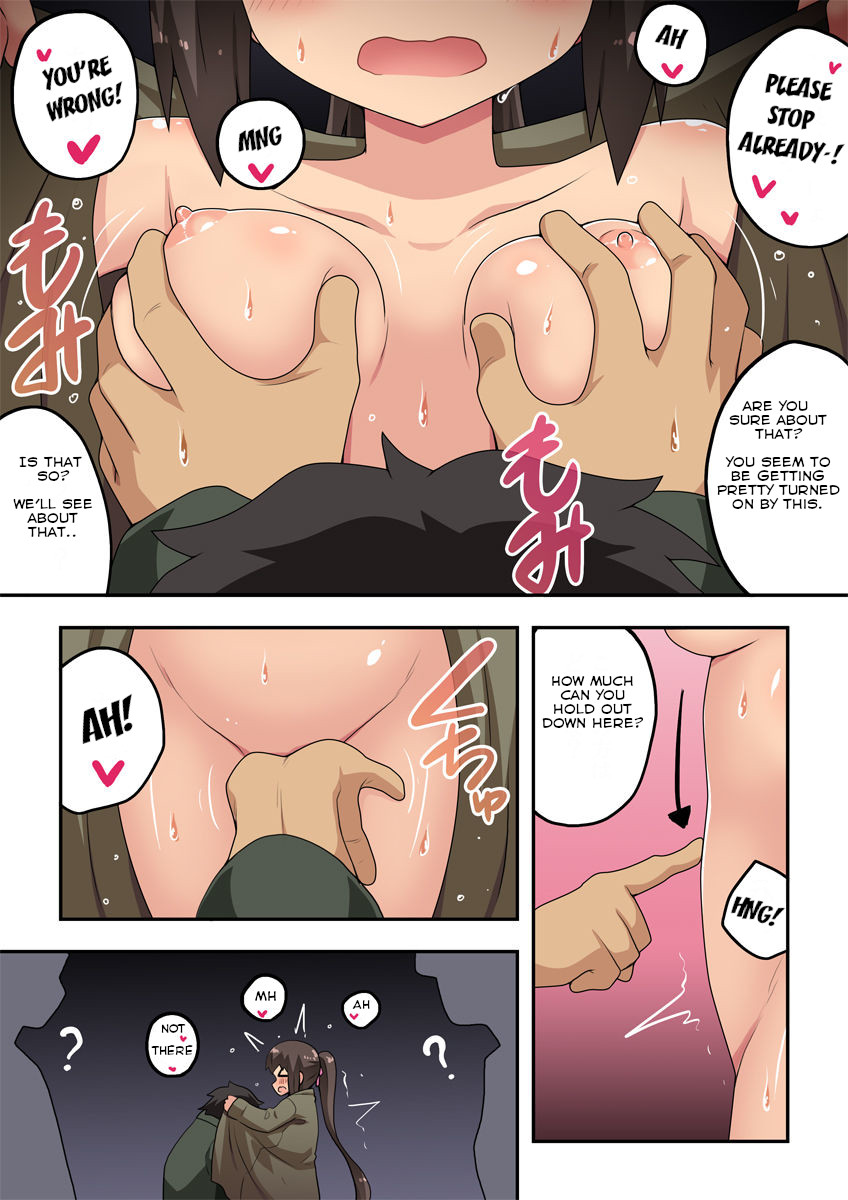 YOU'RE
WRONG!
MNG
AH
PLEASE
STOP
ALREADY-!
もみ
IS THAT
SO?
WE'LL SEE
ABOUT
THAT..
もみ
ARE YOU
SURE ABOUT
THAT?
YOU SEEM TO
BE GETTING
PRETTY TURNED
ON BY THIS.
HOW MUCH
CAN YOU
HOLD OUT
DOWN HERE?
HNG!
AH!
くちゅ
?
NOT
THERE
MH
AH
?